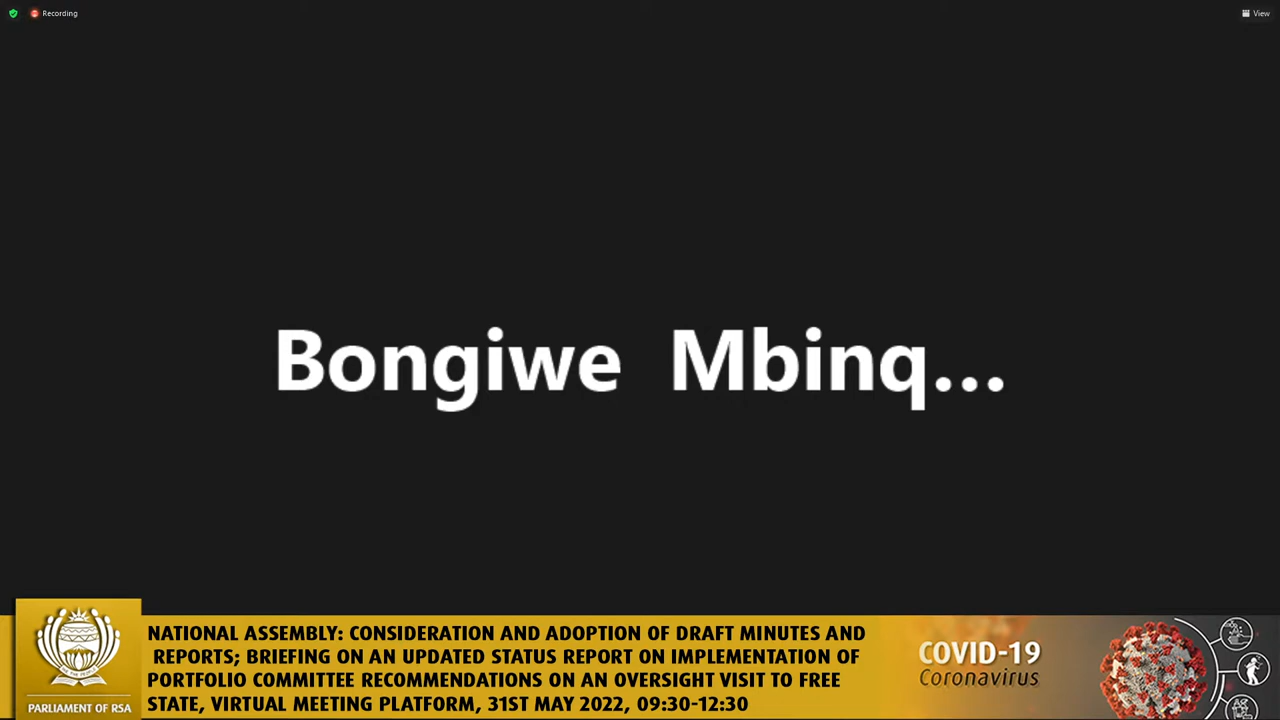 Recording
View
Bongiwe Mbinq...
NATIONAL ASSEMBLY: CONSIDERATION AND ADOPTION OF DRAFT MINUTES AND
REPORTS; BRIEFING ON AN UPDATED STATUS REPORT ON IMPLEMENTATION OF
PORTFOLIO COMMITTEE RECOMMENDATIONS ON AN OVERSIGHT VISIT TO FREE
STATE, VIRTUAL MEETING PLATFORM, 31ST MAY 2022, 09:30-12:30
PARLIAMENT OF RSA
COVID-19
Coronavirus